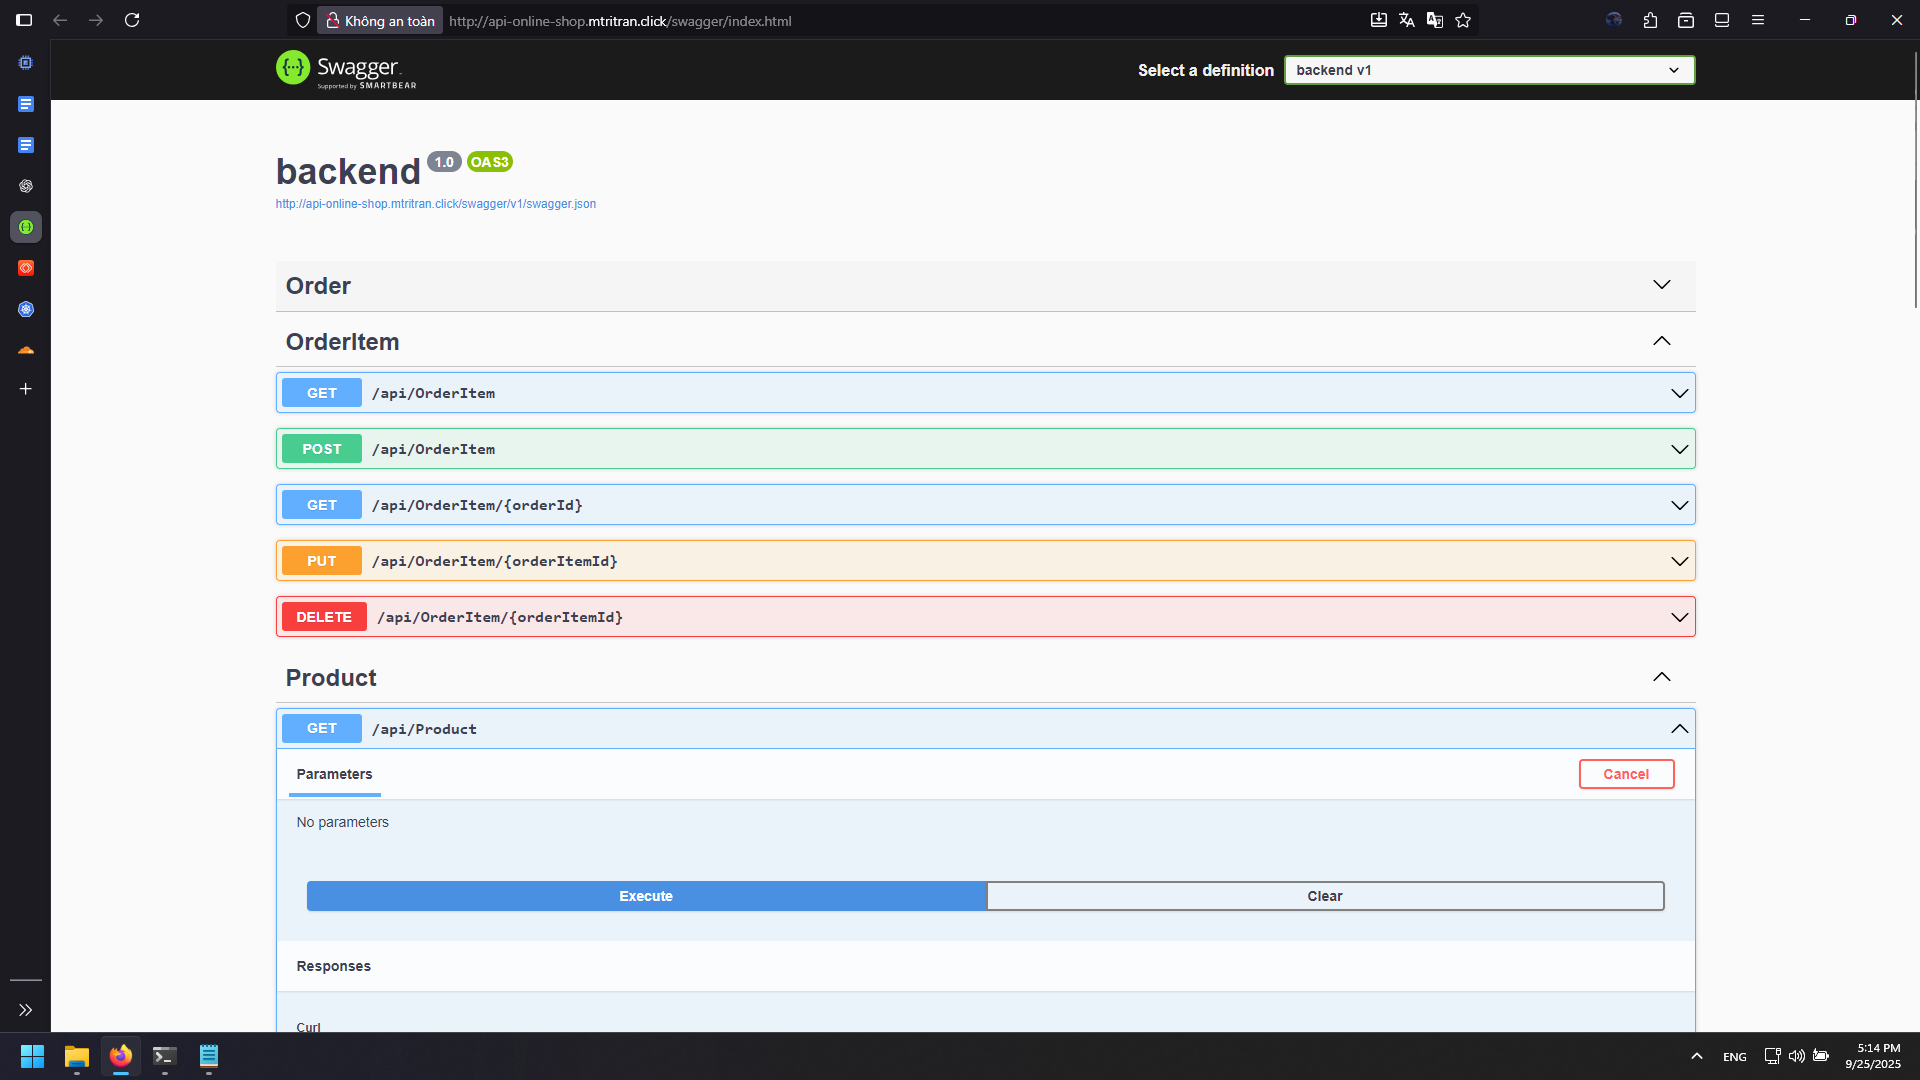 Không an toàn
http://api-online-shop.mtritran.click/swagger/index.html
Swagger
Supported by SMARTBEAR
Select a definition
backend v1
backend 1.0 OAS3
http://api-online-shop.mtritran.click/swagger/v1/swagger.json
Order
OrderItem
GET /api/OrderItem
POST /api/OrderItem
GET /api/OrderItem/{orderId}
PUT /api/OrderItem/{orderItemId}
DELETE /api/OrderItem/{orderItemId}
Product
GET /api/Product
Parameters
Cancel
No parameters
Execute
Clear
Responses
Curl
ENG
5:14 PM
9/25/2025